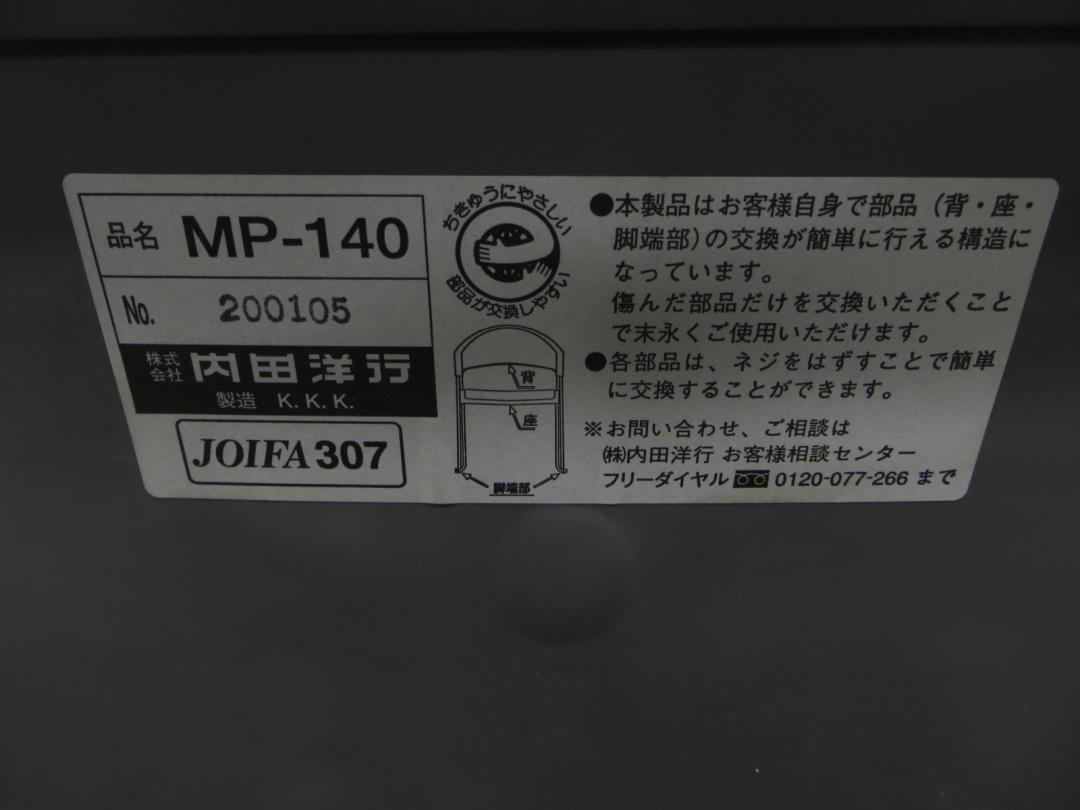 品名 MP-140
No. 200105
株式会社 内田洋行
製造 K.K.K.
JOIFA 307
ちきゅうにやさしい
部品が交換しやすい
背
座
脚端部
●本製品はお客様自身で部品（背・座・
脚端部）の交換が簡単に行える構造に
なっています。
傷んだ部品だけを交換いただくこと
で末永くご使用いただけます。
●各部品は、ネジをはずすことで簡単
に交換することができます。
※お問い合わせ、ご相談は
㈱内田洋行 お客様相談センター
フリーダイヤル 0120-077-266 まで